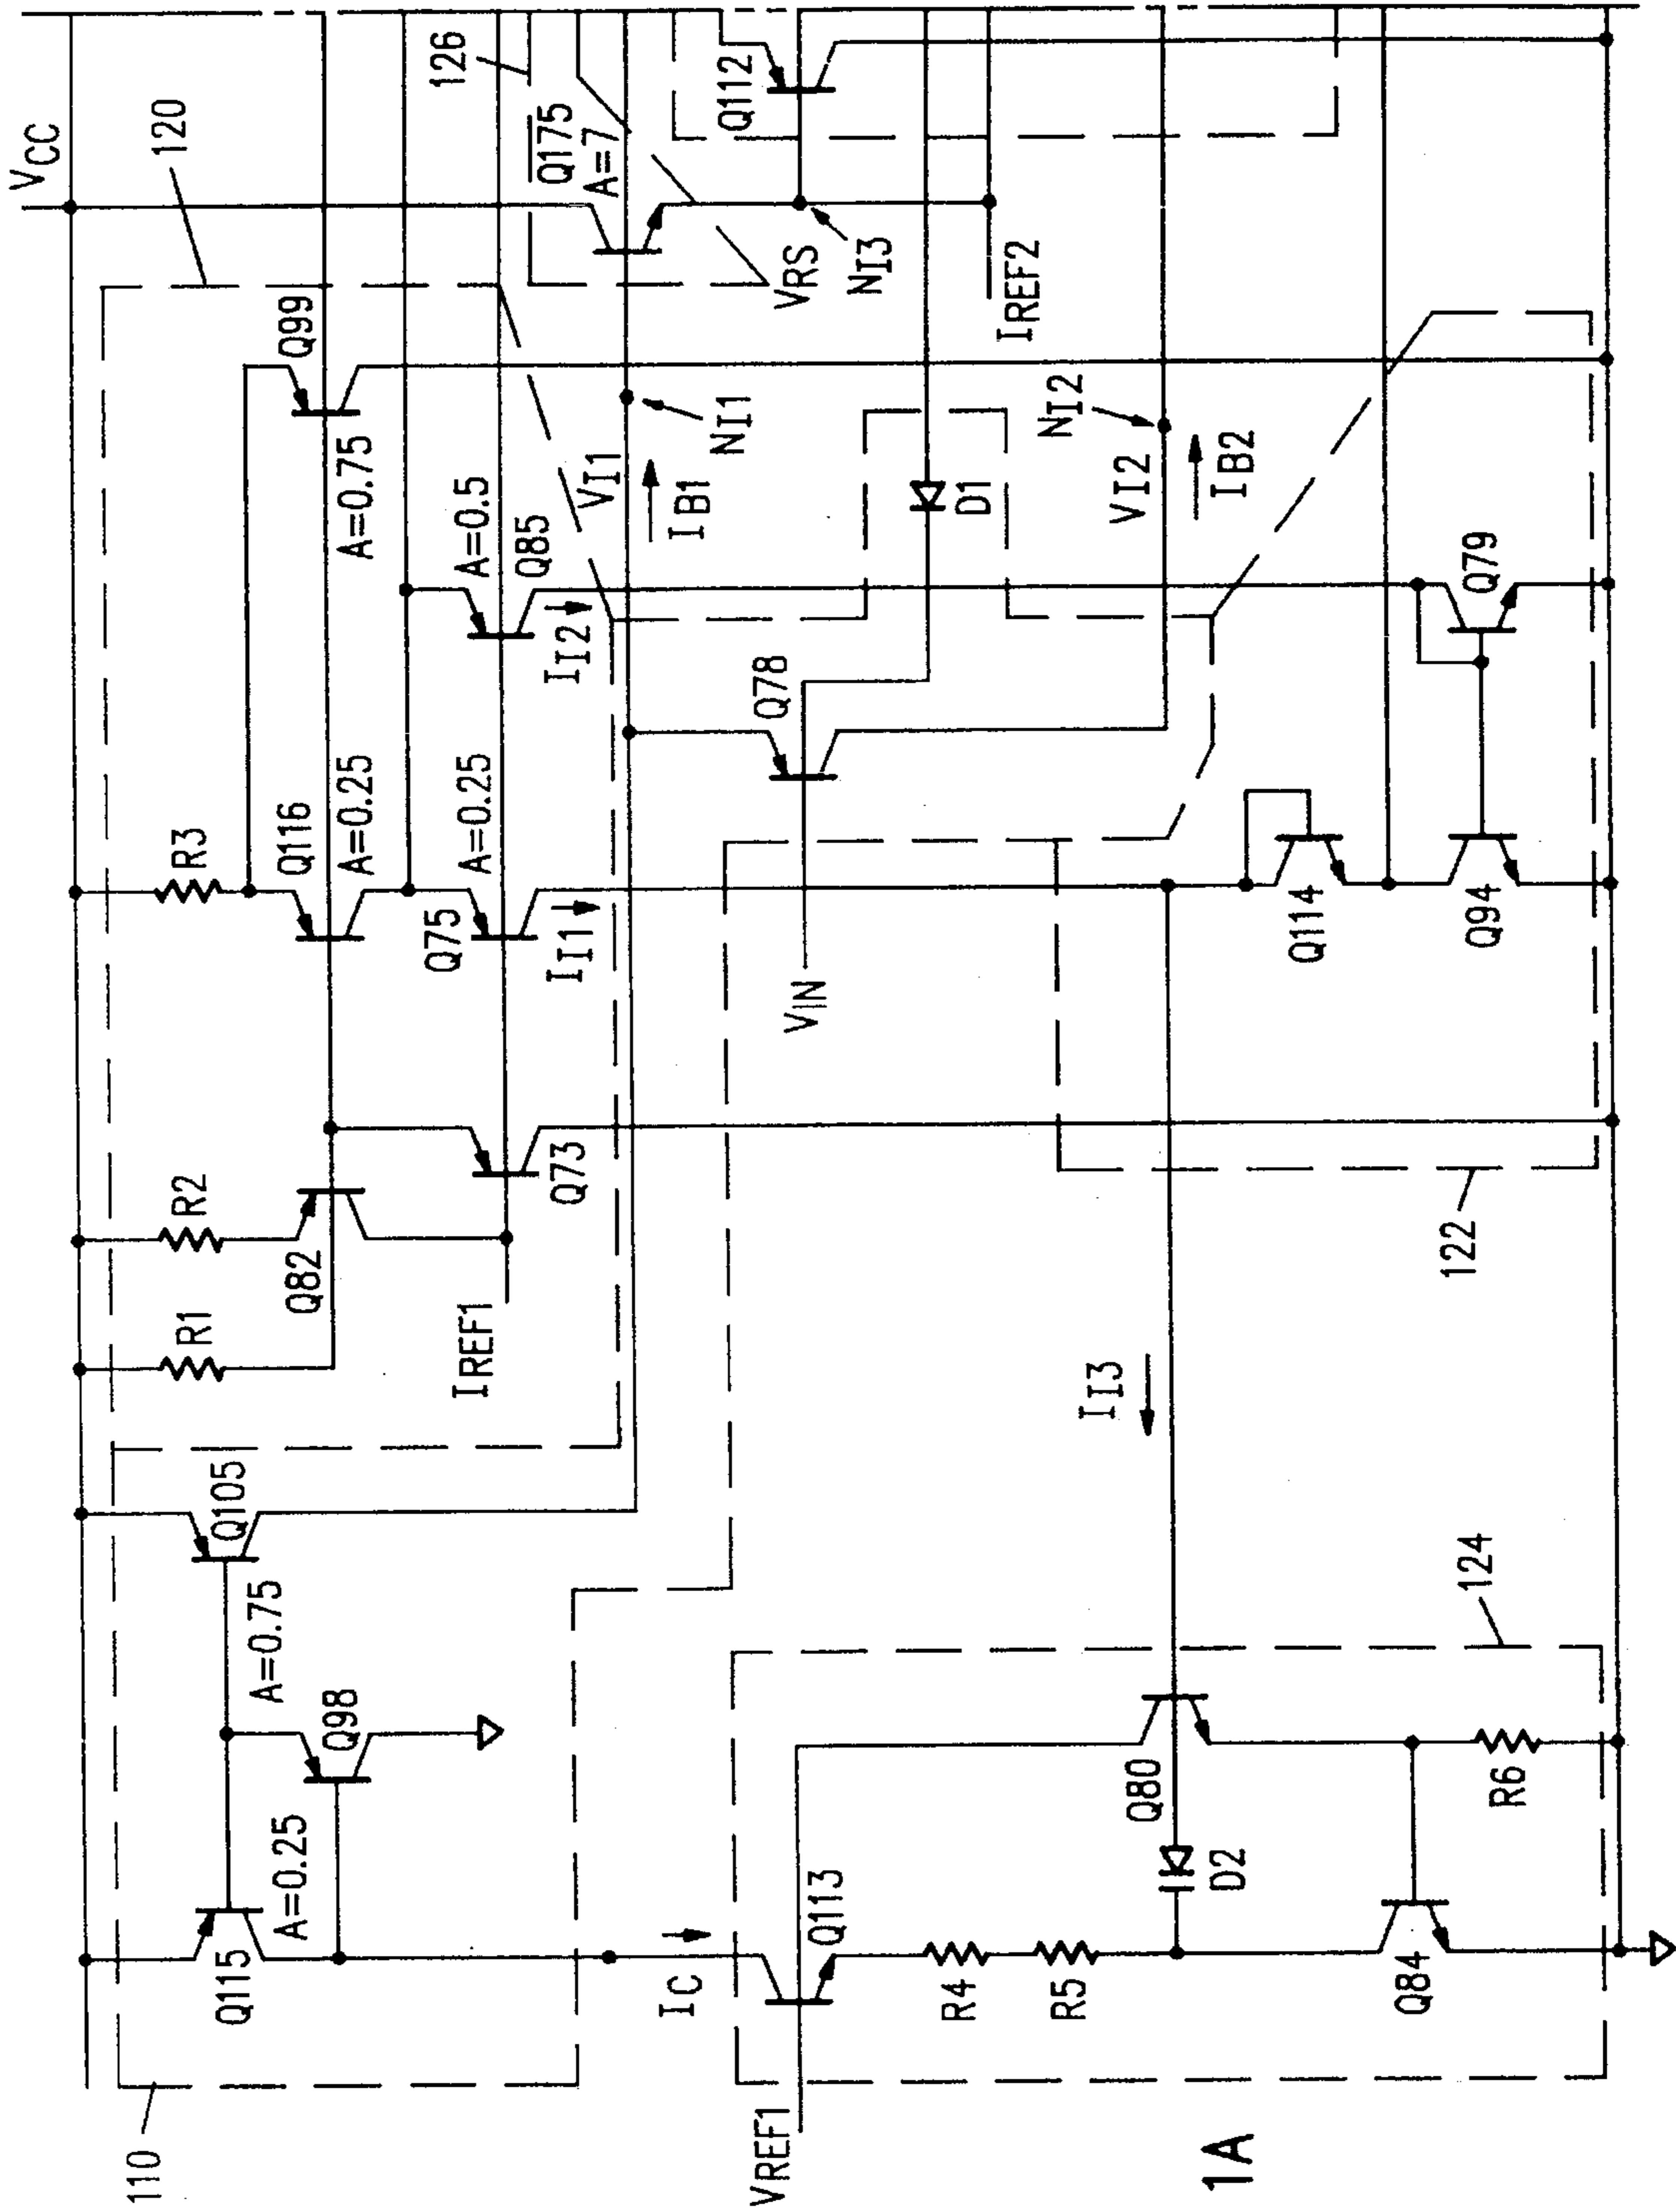 VCC
120
126
Q175
A=7
Q112
Q99
A=0.75
R3
Q116
A=0.25
R2
R1
Q82
Q105
A=0.75
Q98
A=0.25
Q115
110
A=0.5
Q85
II2
A=0.25
Q75
II1
Q73
IREF1
VI1
IB1
NI1
VRS
NI3
IREF2
D1
Q78
VIN
NI2
VI2
IB2
Q79
Q114
Q94
122
II3
124
IC
VREF1
Q113
R4
R5
D2
Q80
R6
Q84
1A